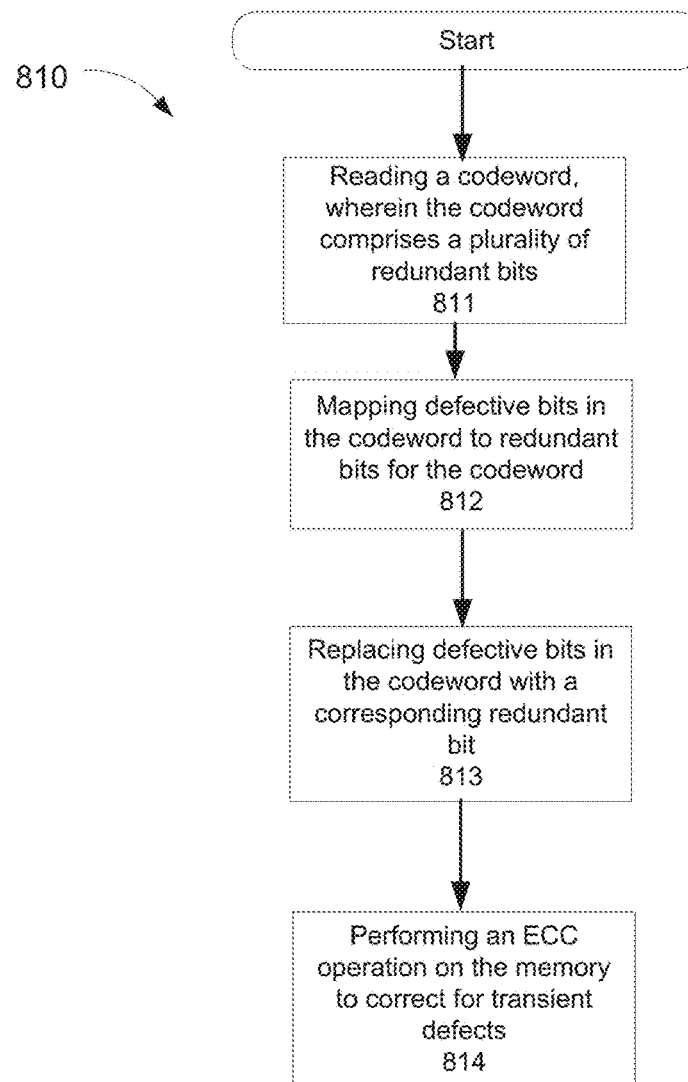 Start
810
Reading a codeword,
wherein the codeword
comprises a plurality of
redundant bits
811
Mapping defective bits in
the codeword to redundant
bits for the codeword
812
Replacing defective bits in
the codeword with a
corresponding redundant
bit
813
Performing an ECC
operation on the memory
to correct for transient
defects
814